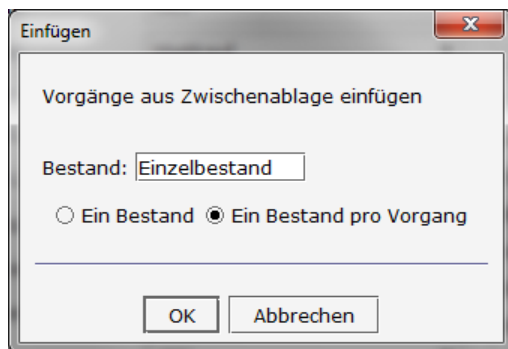 Einfügen
Vorgänge aus Zwischenablage einfügen
Bestand: Einzelbestand
Ein Bestand Ein Bestand pro Vorgang
OK Abbrechen